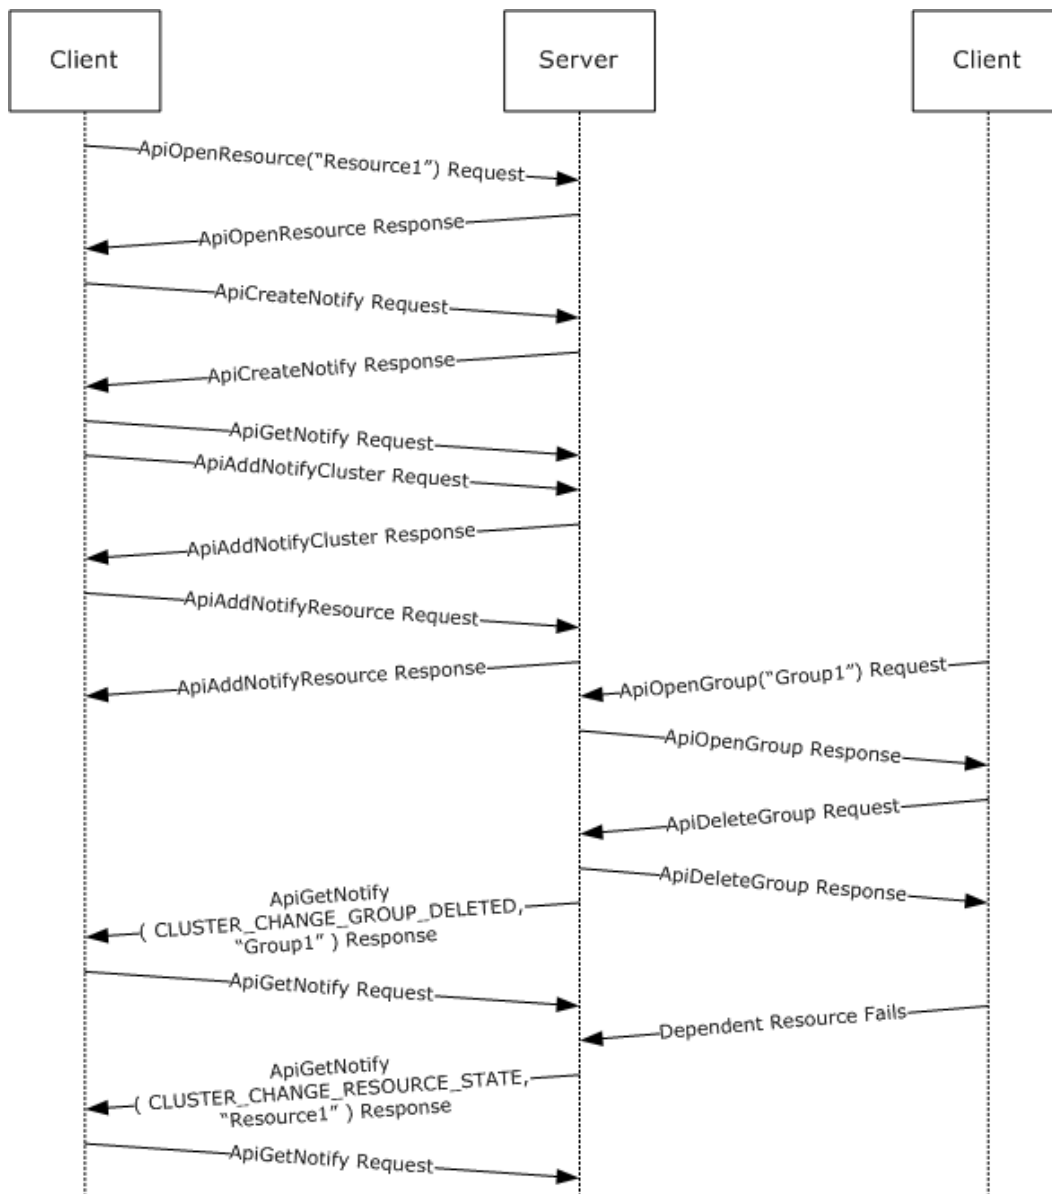 Client
Server
Client
ApiOpenResource(“Resource1”) Request
ApiOpenResource Response
ApiCreateNotify Request
ApiCreateNotify Response
ApiGetNotify Request
ApiAddNotifyCluster Request
ApiAddNotifyCluster Response
ApiAddNotifyResource Request
ApiAddNotifyResource Response
ApiOpenGroup(“Group1”) Request
ApiOpenGroup Response
ApiDeleteGroup Request
ApiDeleteGroup Response
ApiGetNotify
( CLUSTER_CHANGE_GROUP_DELETED,
“Group1” ) Response
ApiGetNotify Request
Dependent Resource Fails
ApiGetNotify
( CLUSTER_CHANGE_RESOURCE_STATE,
“Resource1” ) Response
ApiGetNotify Request